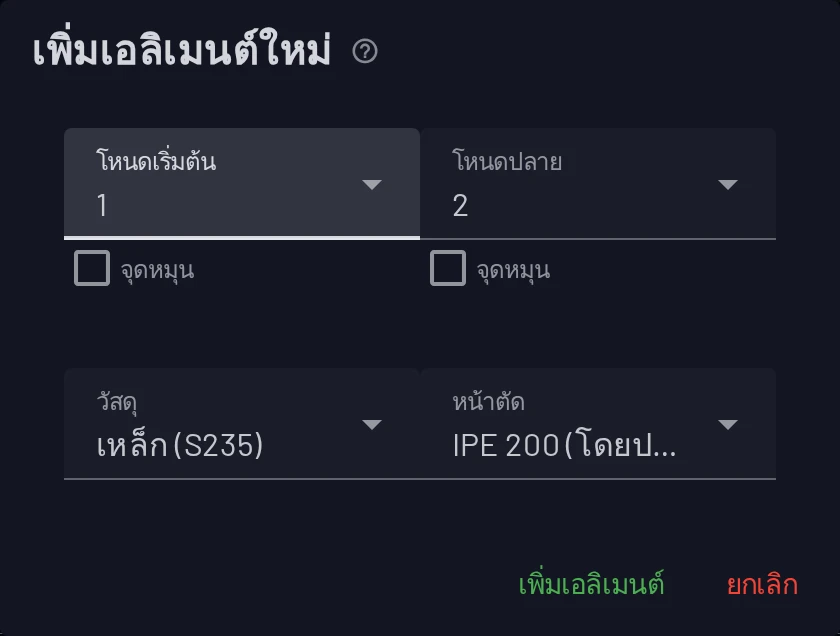 เพิ่มเอลิเมนต์ใหม่
โหนดเริ่มต้น
1
โหนดปลาย
2
จุดหมุน
จุดหมุน
วัสดุ
เหล็ก (S235)
หน้าตัด
IPE 200 (โดยป...
เพิ่มเอลิเมนต์
ยกเลิก